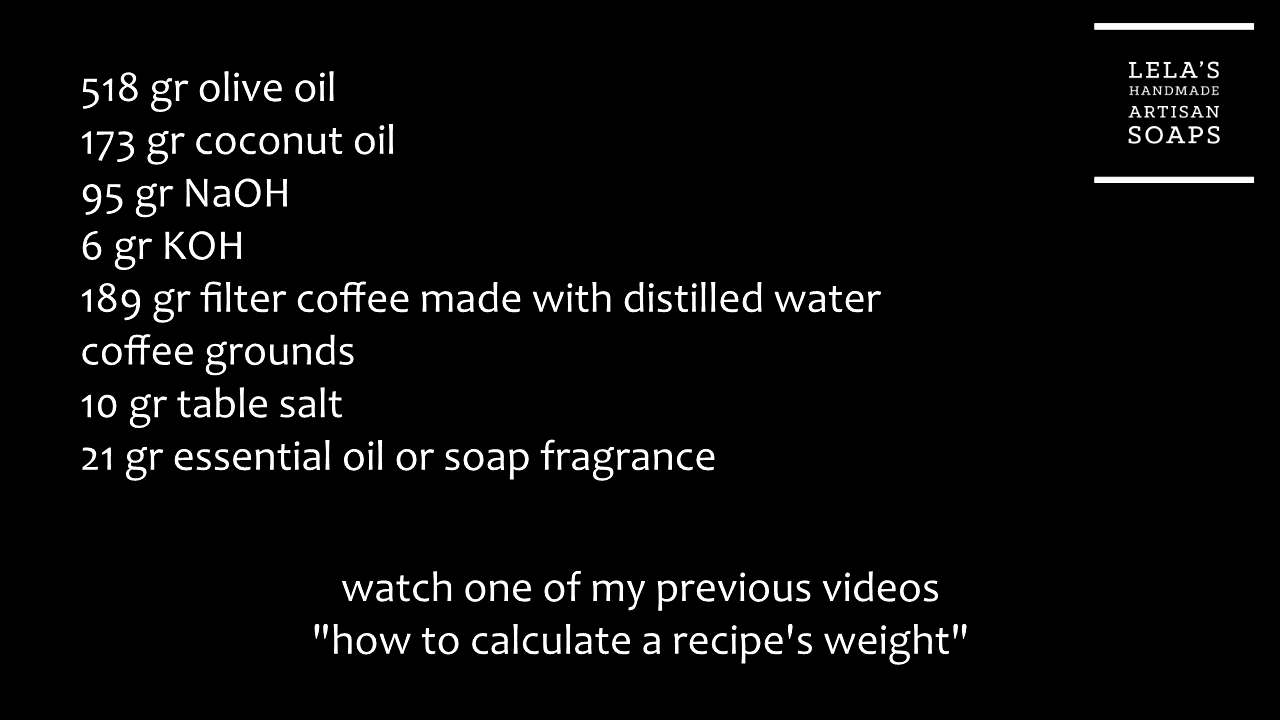 518 gr olive oil
173 gr coconut oil
95 gr NaOH
6 gr KOH
189 gr filter coffee made with distilled water
coffee grounds
10 gr table salt
21 gr essential oil or soap fragrance
watch one of my previous videos
"how to calculate a recipe's weight"
LELA'S
HANDMADE
ARTISAN
SOAPS